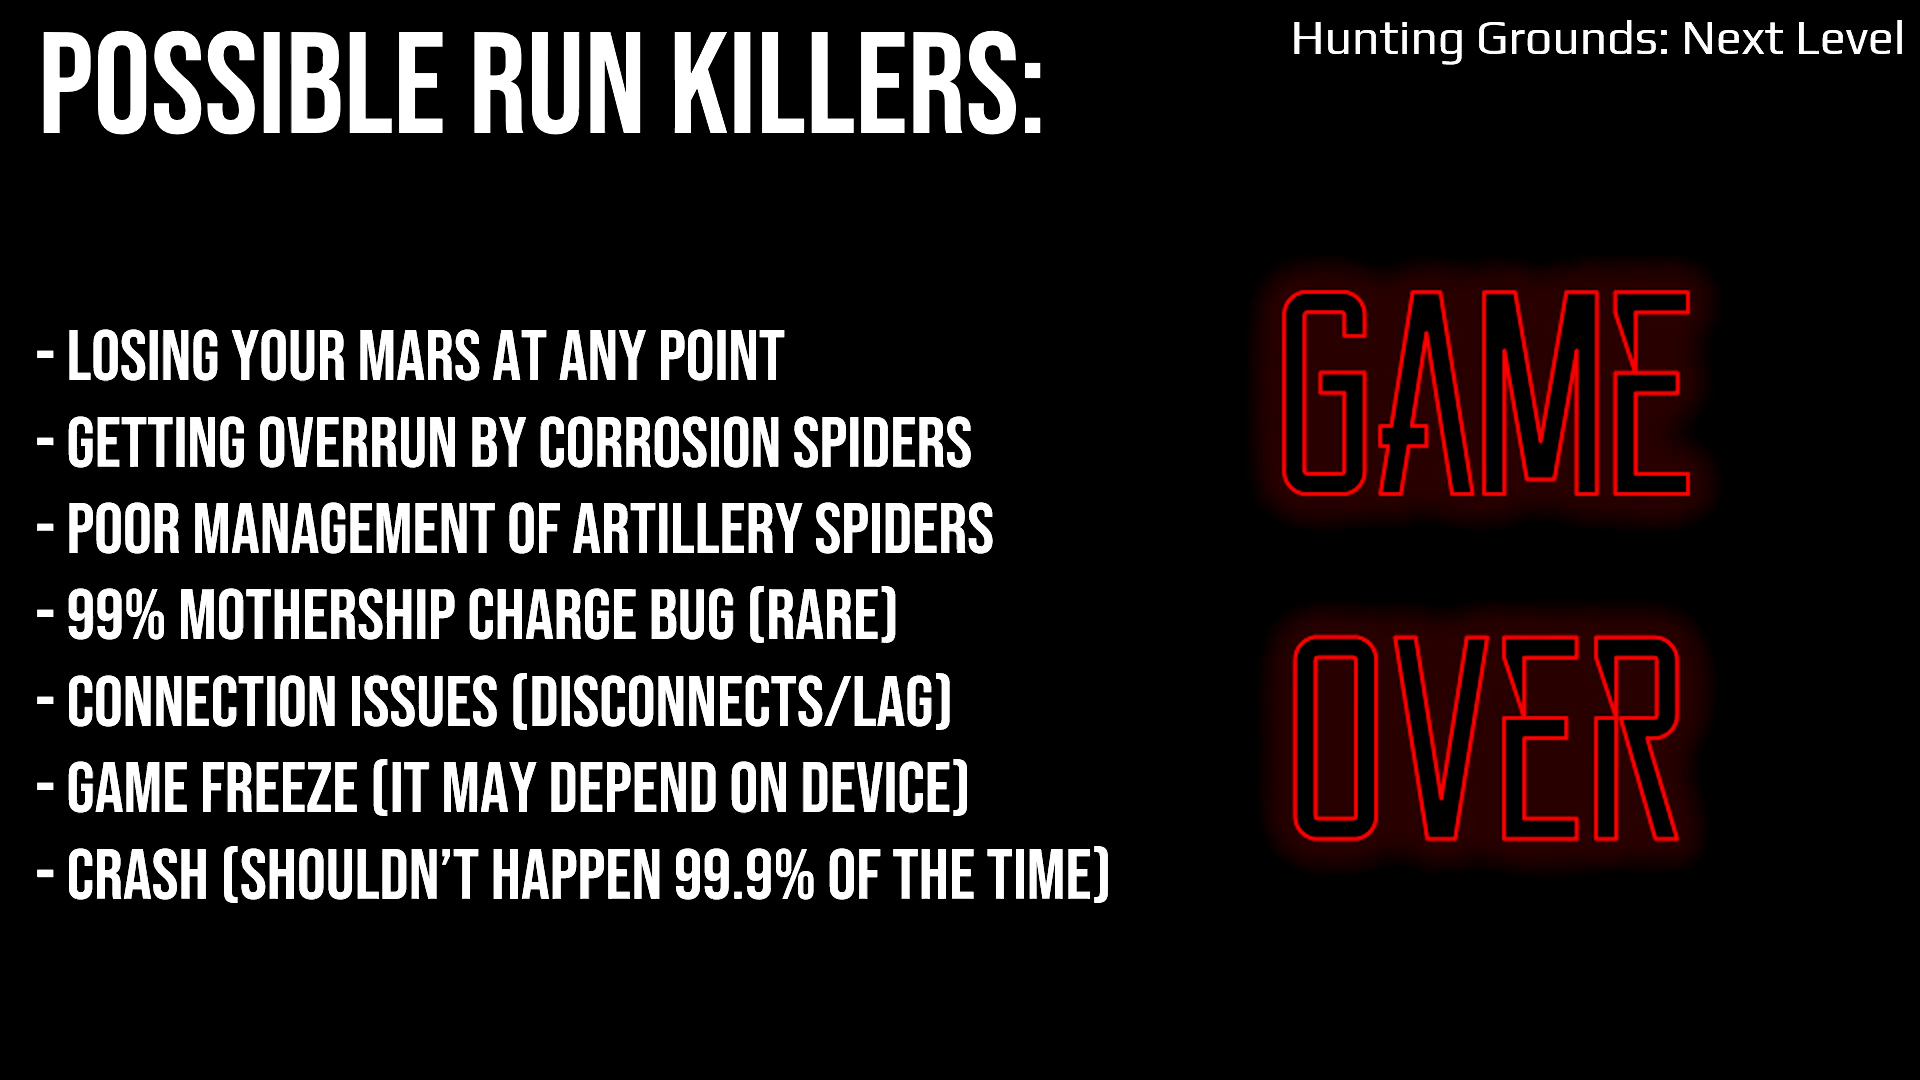 POSSIBLE RUN KILLERS:
Hunting Grounds: Next Level
- LOSING YOUR MARS AT ANY POINT
- GETTING OVERRUN BY CORROSION SPIDERS
- POOR MANAGEMENT OF ARTILLERY SPIDERS
- 99% MOTHERSHIP CHARGE BUG (RARE)
- CONNECTION ISSUES (DISCONNECTS/LAG)
- GAME FREEZE (IT MAY DEPEND ON DEVICE)
- CRASH (SHOULDN'T HAPPEN 99.9% OF THE TIME)
GAME
OVER